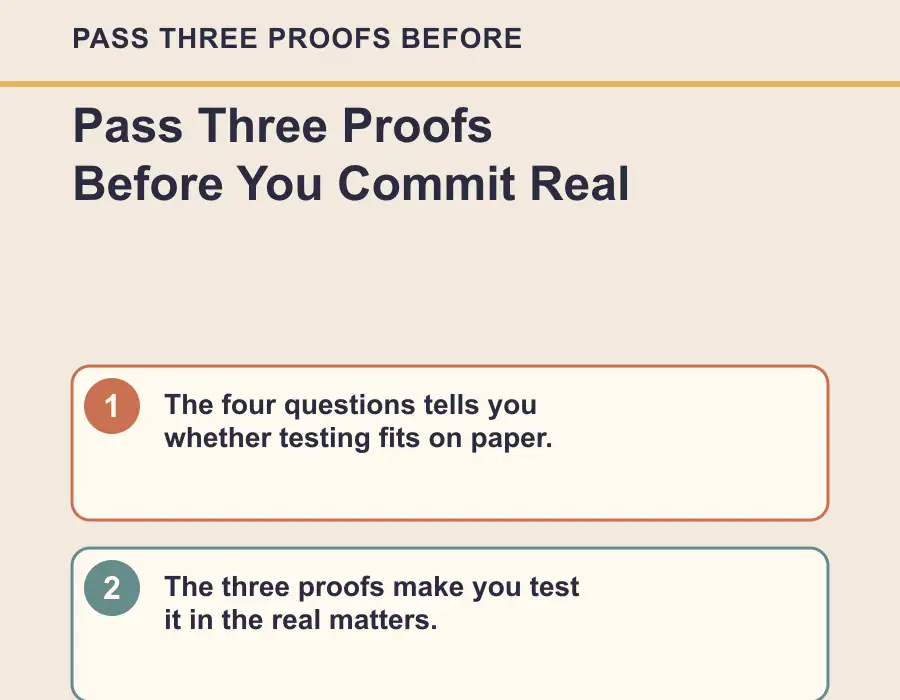 PASS THREE PROOFS BEFORE
Pass Three Proofs
Before You Commit Real
1
The four questions tells you
whether testing fits on paper.
2
The three proofs make you test
it in the real matters.